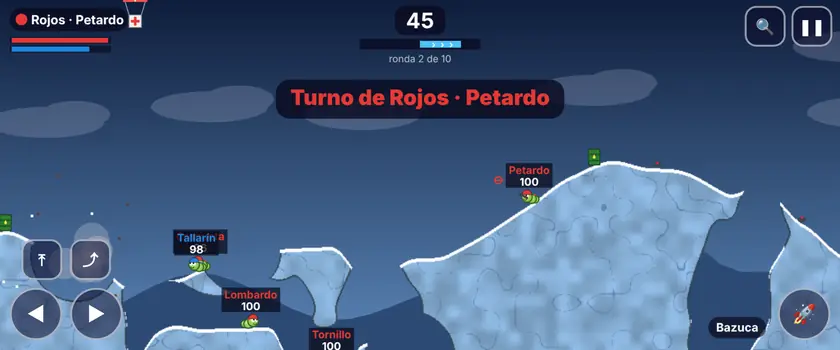 Rojos · Petardo
45
ronda 2 de 10
Turno de Rojos · Petardo
Petardo
100
Tallarín
98
Lombardo
100
Tornillo
100
Bazuca